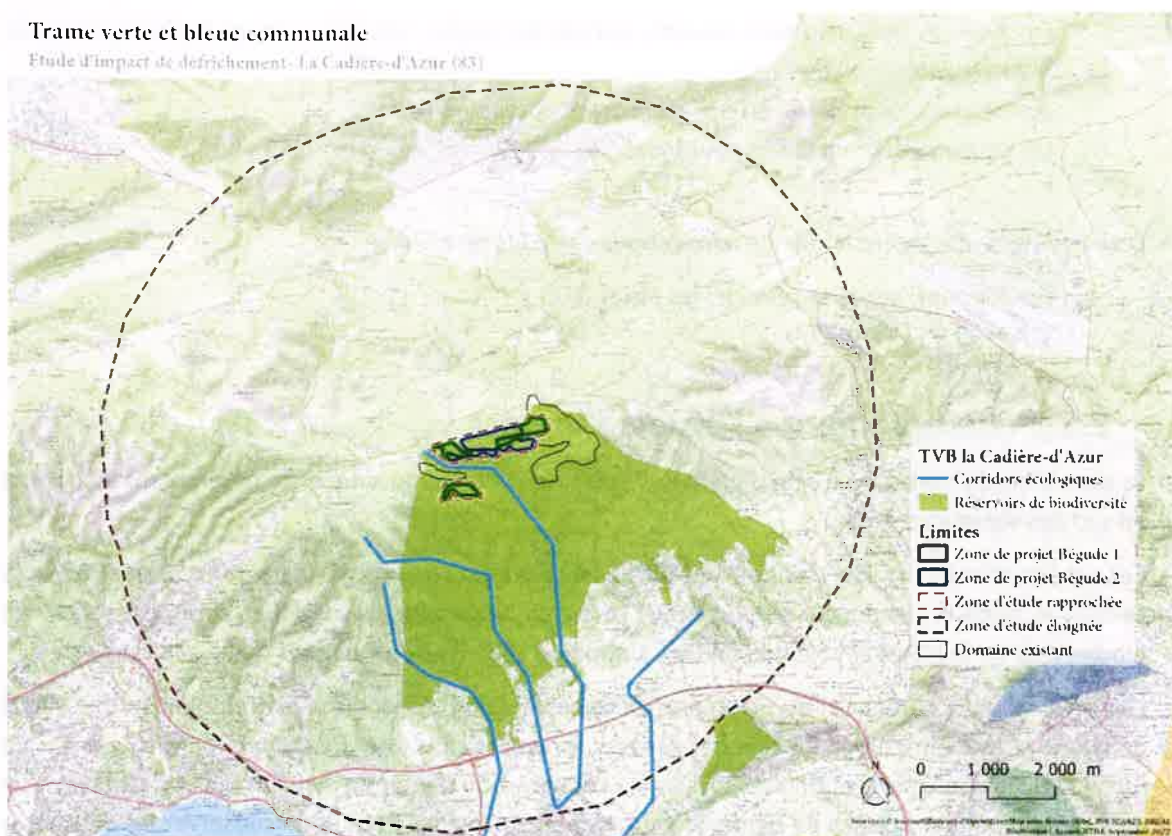 Trame verte et bleue communale
Etude d'impact de défrichement- La Cadière-d'Azur (83)
TVB la Cadière-d'Azur
Corridors écologiques
Réservoirs de biodiversité
Limites
Zone de projet Bégude 1
Zone de projet Bégude 2
Zone d'étude rapprochée
Zone d'étude éloignée
Domaine existant
N
0 1 000 2 000 m